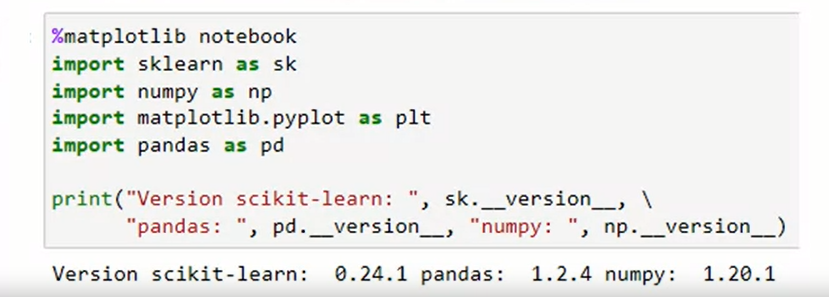 %matplotlib notebook
import sklearn as sk
import numpy as np
import matplotlib.pyplot as plt
import pandas as pd
print("Version scikit-learn: ", sk.__version__, \
"pandas: ", pd.__version__, "numpy: ", np.__version__)
Version scikit-learn:  0.24.1 pandas:  1.2.4 numpy:  1.20.1